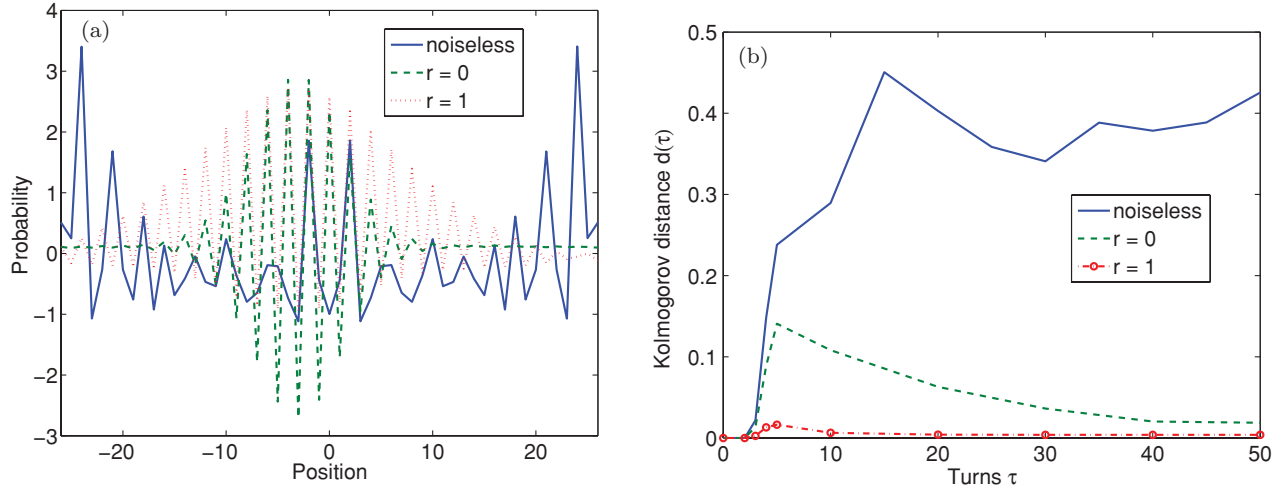 (a)
noiseless
r = 0
r = 1
Probability
4
3
2
1
0
−1
−2
−3
−20
−10
0
10
20
Position
(b)
noiseless
r = 0
r = 1
Kolmogorov distance d(τ)
0.5
0.4
0.3
0.2
0.1
0
0
10
20
30
40
50
Turns τ